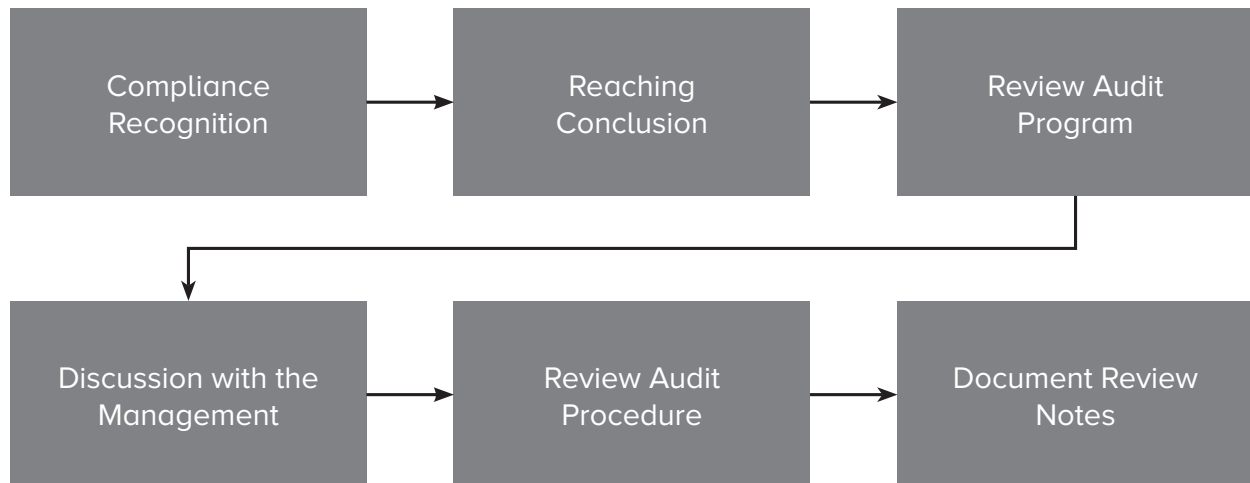 Compliance
Recognition
Reaching
Conclusion
Review Audit
Program
Discussion with the
Management
Review Audit
Procedure
Document Review
Notes